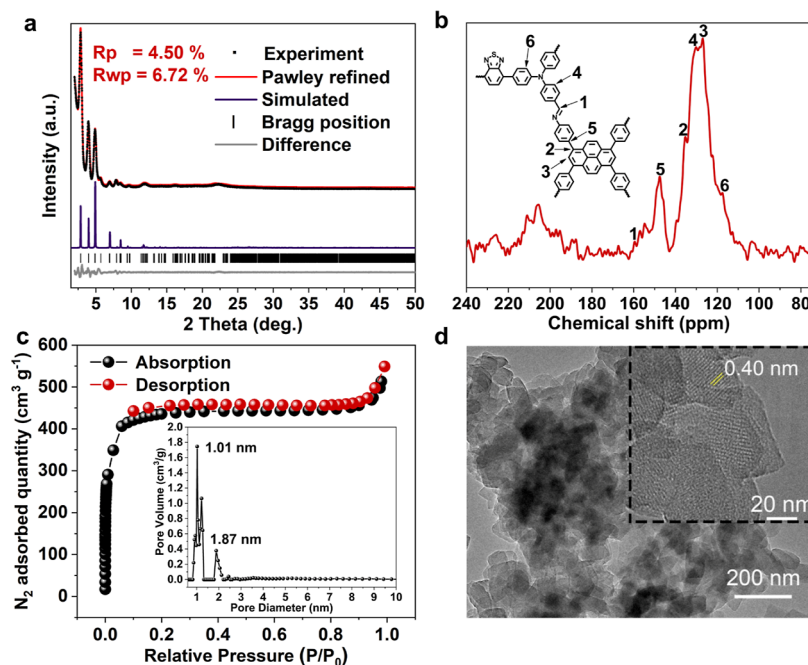 a
Rp = 4.50 %
Rwp = 6.72 %
Experiment
Pawley refined
Simulated
Bragg position
Difference
Intensity (a.u.)
5 10 15 20 25 30 35 40 45 50
2 Theta (deg.)
b
N S N
6
N
4
1
N
5
2
3
4 3
2
5
6
1
240 220 200 180 160 140 120 100 80
Chemical shift (ppm)
c
600
500
400
300
200
100
0
N2 adsorbed quantity (cm3 g-1)
Absorption
Desorption
2.0
1.8
1.6
1.4
1.2
1.0
0.8
0.6
0.4
0.2
0.0
Pore Volume (cm3/g)
1.01 nm
1.87 nm
1 2 3 4 5 6 7 8 9 10
Pore Diameter (nm)
0.0 0.2 0.4 0.6 0.8 1.0
Relative Pressure (P/P0)
d
0.40 nm
20 nm
200 nm